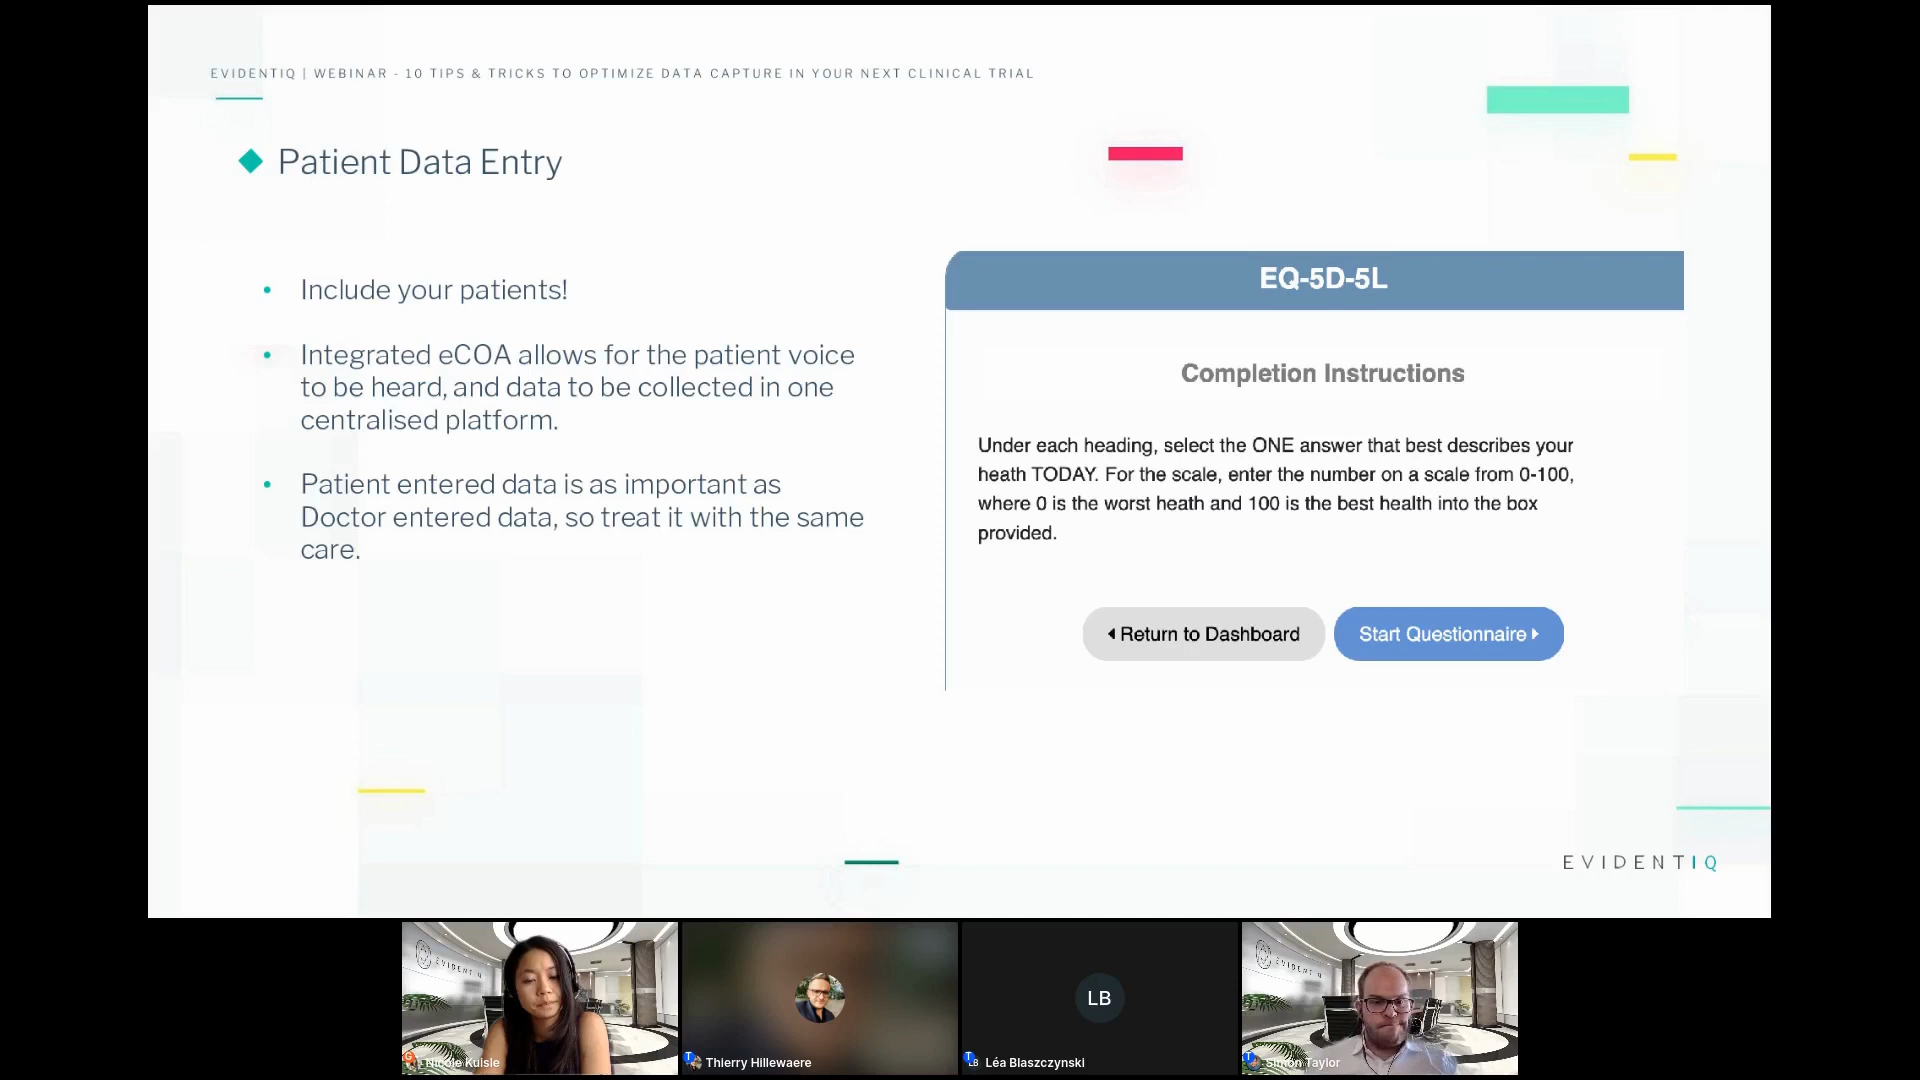 EVIDENTIQ | WEBINAR - 10 TIPS & TRICKS TO OPTIMIZE DATA CAPTURE IN YOUR NEXT CLINICAL TRIAL
Patient Data Entry
• Include your patients!
• Integrated eCOA allows for the patient voice
to be heard, and data to be collected in one
centralised platform.
• Patient entered data is as important as
Doctor entered data, so treat it with the same
care.
EQ-5D-5L
Completion Instructions
Under each heading, select the ONE answer that best describes your
heath TODAY. For the scale, enter the number on a scale from 0-100,
where 0 is the worst heath and 100 is the best health into the box
provided.
Return to Dashboard
Start Questionnaire
EVIDENTIQ
Nicole Kuisle
Thierry Hillewaere
LB
Léa Blaszczynski
Simon Taylor